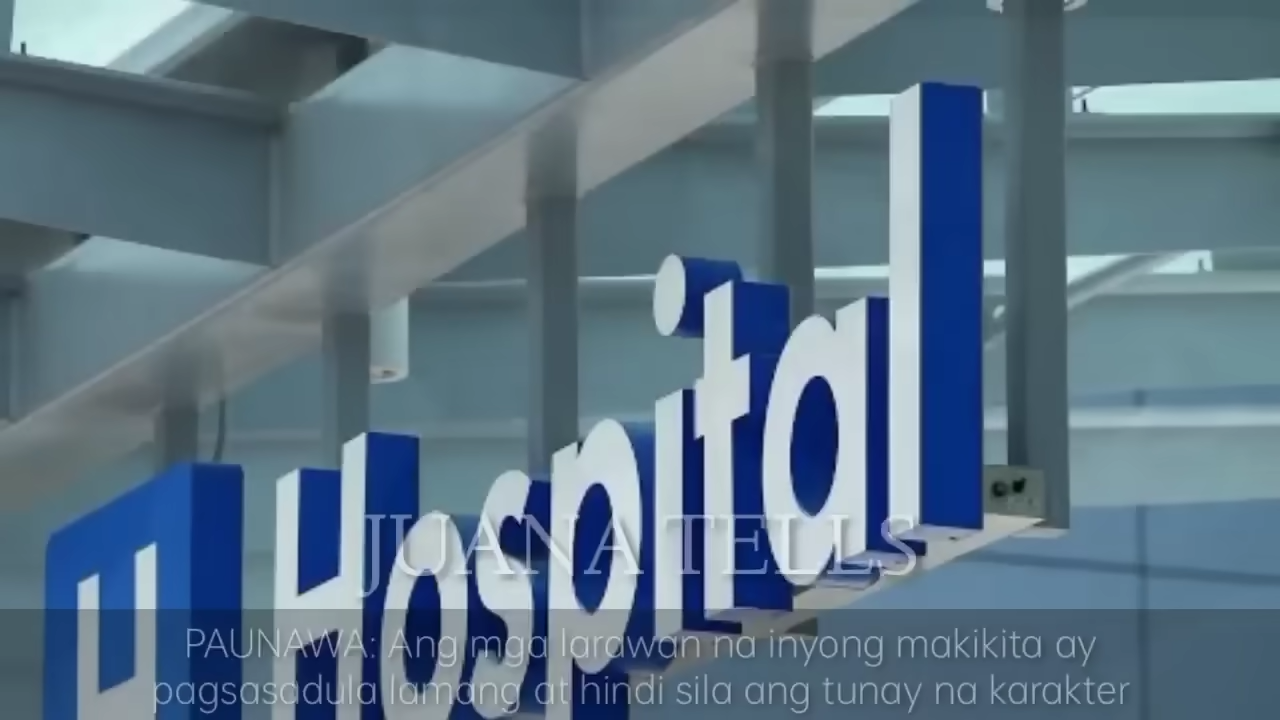 H Hospital
JUANA TELLS
PAUNAWA: Ang mga larawan na inyong makikita ay
pagsasadula lamang at hindi sila ang tunay na karakter